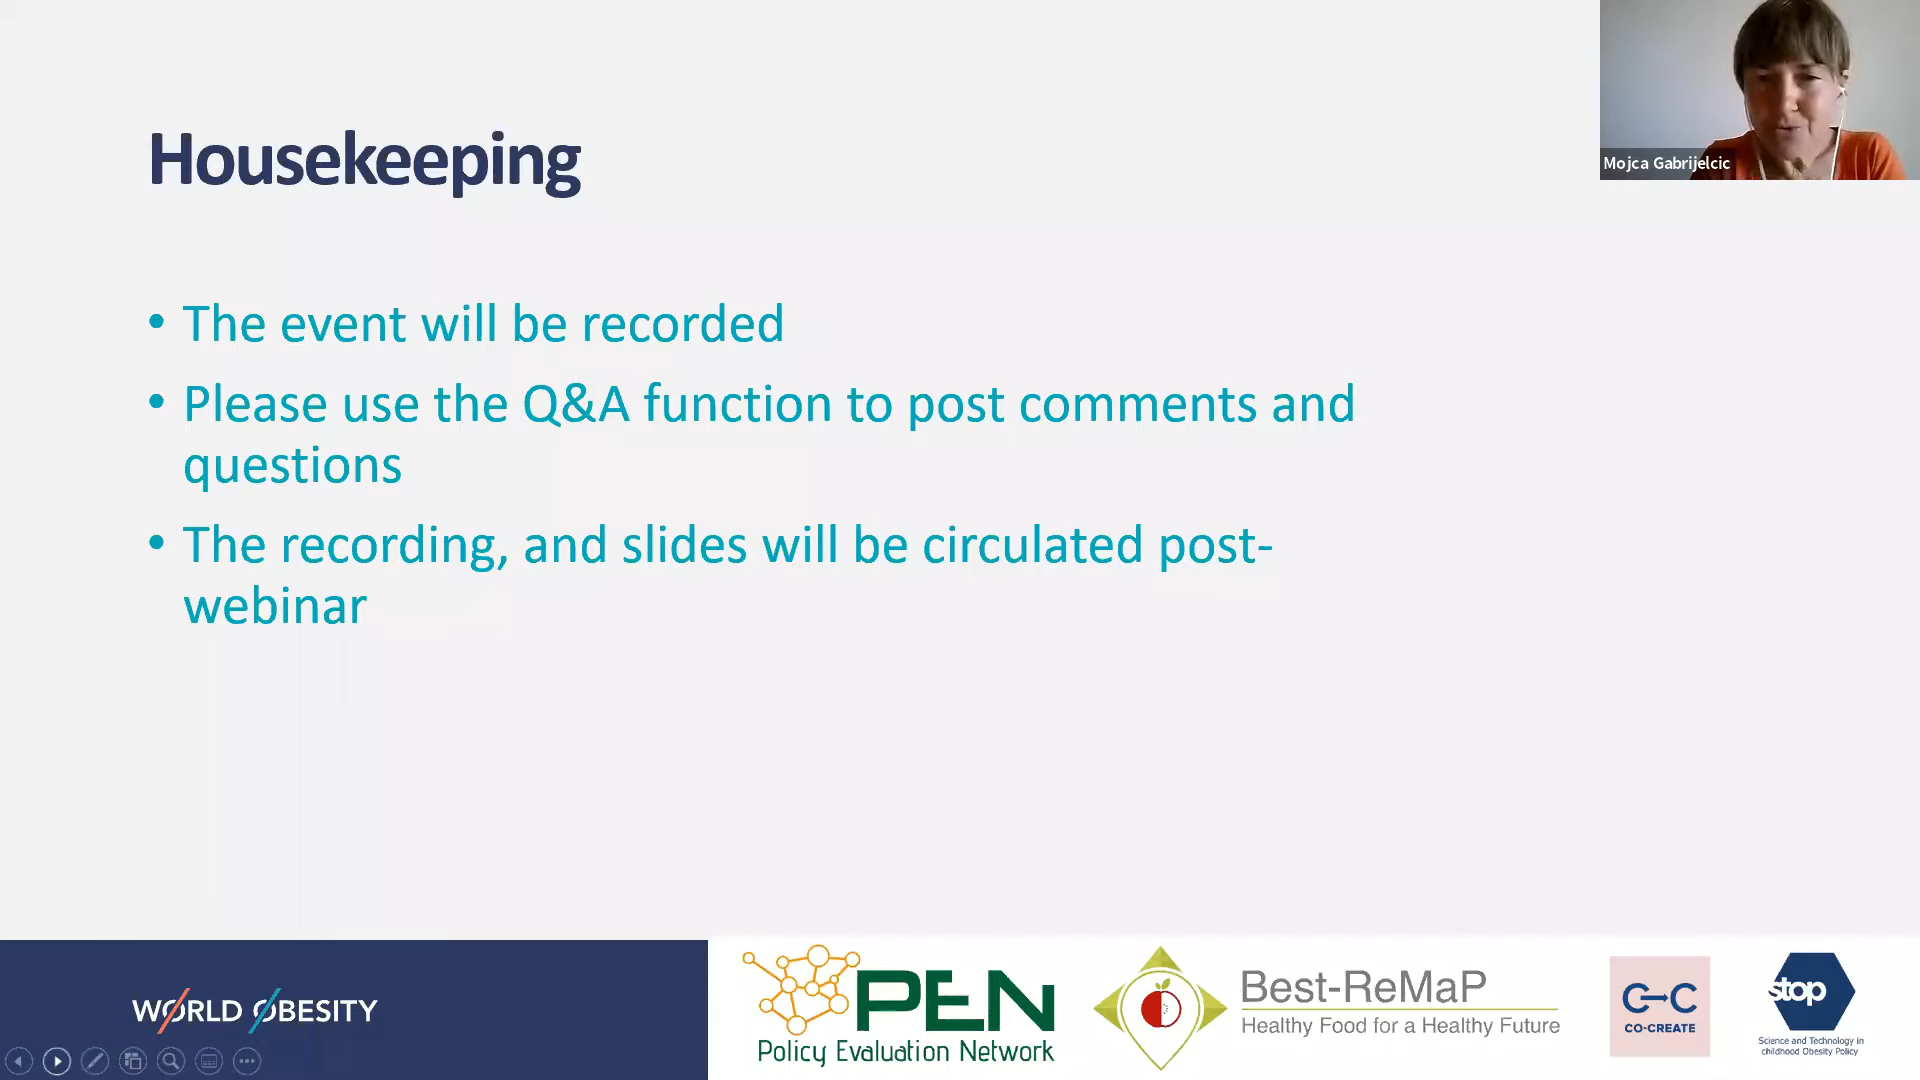 Housekeeping
Mojca Gabrijelcic
• The event will be recorded
• Please use the Q&A function to post comments and
questions
• The recording, and slides will be circulated post-
webinar
WORLD OBESITY
PEN
Policy Evaluation Network
Best-ReMaP
Healthy Food for a Healthy Future
C C
CO-CREATE
stop
Science and Technology in
childhood Obesity Policy